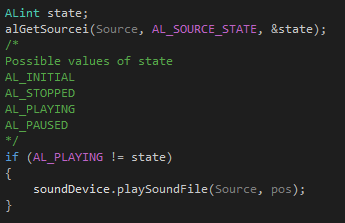 ALint state;
alGetSourcei(Source, AL_SOURCE_STATE, &state);
/*
Possible values of state
AL_INITIAL
AL_STOPPED
AL_PLAYING
AL_PAUSED
*/
if (AL_PLAYING != state)
{
    soundDevice.playSoundFile(Source, pos);
}